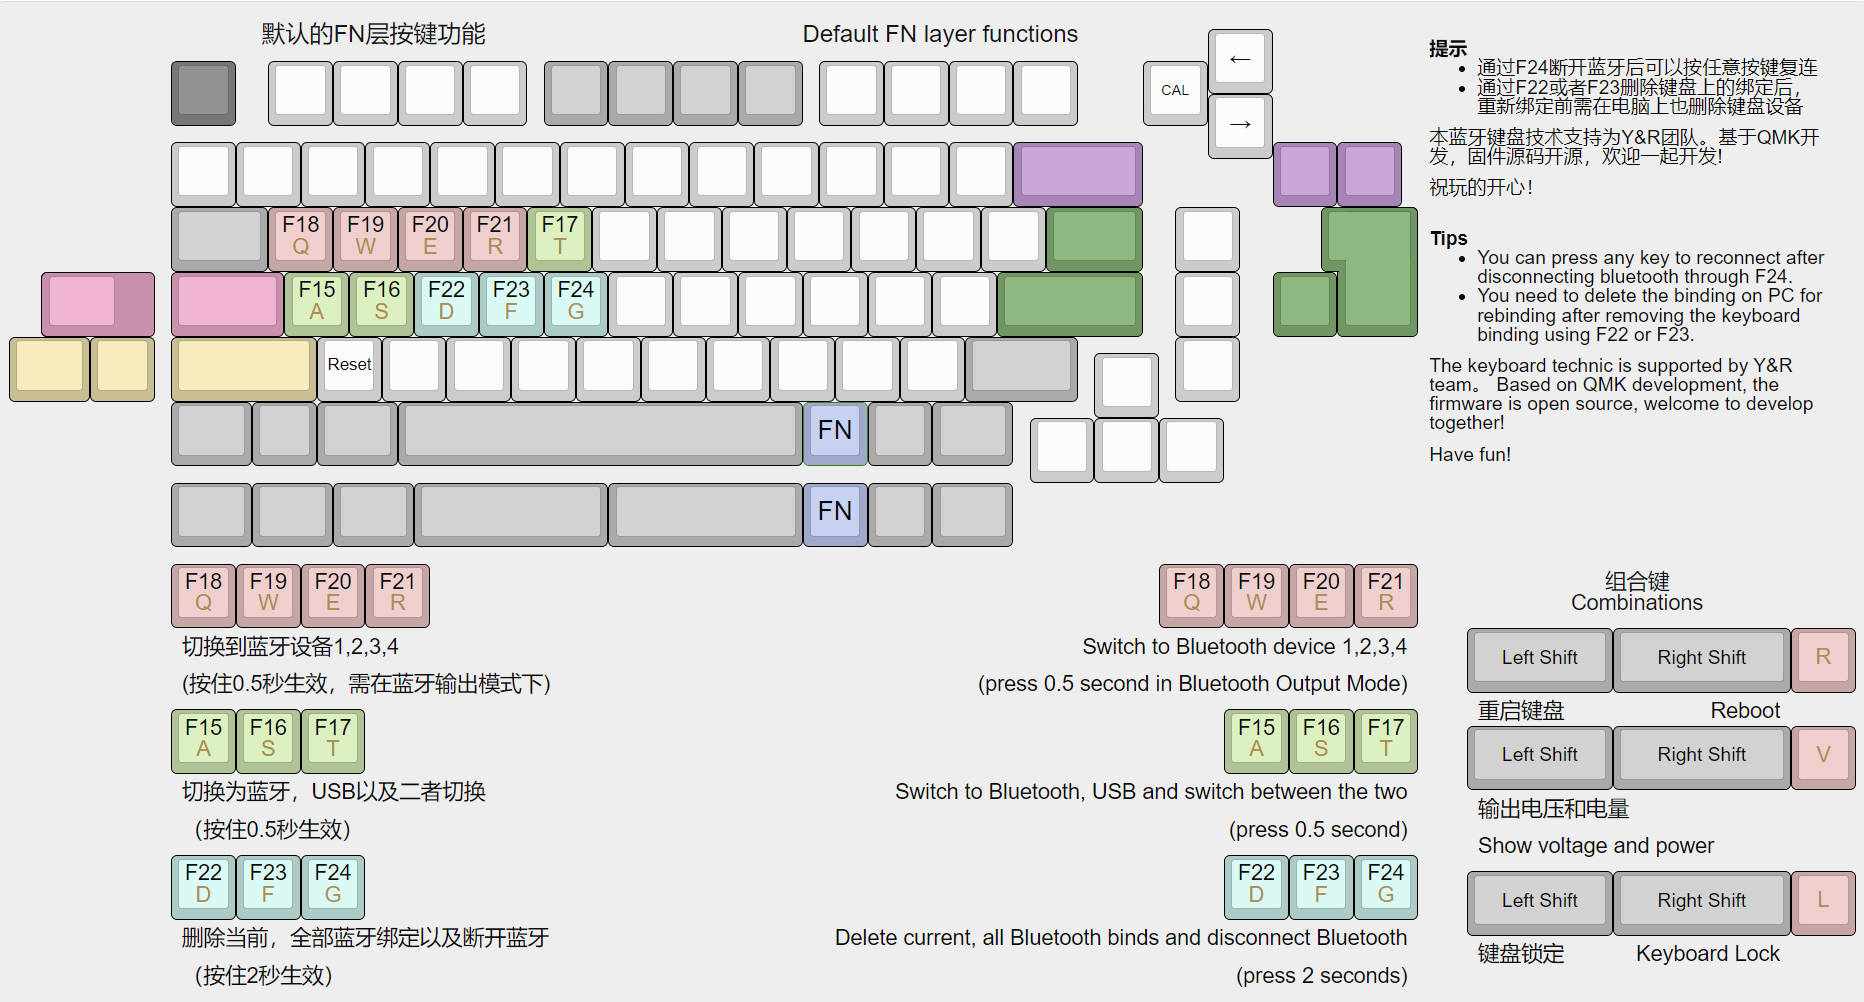 默认的FN层按键功能
Default FN layer functions
←
CAL
→
F18 F19 F20 F21 F17
Q W E R T
F15 F16 F22 F23 F24
A S D F G
Reset
FN
FN
提示
• 通过F24断开蓝牙后可以按任意按键复连
• 通过F22或者F23删除键盘上的绑定后，
重新绑定前需在电脑上也删除键盘设备
本蓝牙键盘技术支持为Y&R团队。基于QMK开
发，固件源码开源，欢迎一起开发!
祝玩的开心！
Tips
• You can press any key to reconnect after
disconnecting bluetooth through F24.
• You need to delete the binding on PC for
rebinding after removing the keyboard
binding using F22 or F23.
The keyboard technic is supported by Y&R
team。 Based on QMK development, the
firmware is open source, welcome to develop
together!
Have fun!
F18 F19 F20 F21
Q W E R
切换到蓝牙设备1,2,3,4
(按住0.5秒生效，需在蓝牙输出模式下)
F15 F16 F17
A S T
切换为蓝牙，USB以及二者切换
（按住0.5秒生效）
F22 F23 F24
D F G
删除当前，全部蓝牙绑定以及断开蓝牙
（按住2秒生效）
F18 F19 F20 F21
Q W E R
Switch to Bluetooth device 1,2,3,4
(press 0.5 second in Bluetooth Output Mode)
F15 F16 F17
A S T
Switch to Bluetooth, USB and switch between the two
(press 0.5 second)
F22 F23 F24
D F G
Delete current, all Bluetooth binds and disconnect Bluetooth
(press 2 seconds)
组合键
Combinations
Left Shift Right Shift R
重启键盘 Reboot
Left Shift Right Shift V
输出电压和电量
Show voltage and power
Left Shift Right Shift L
键盘锁定 Keyboard Lock